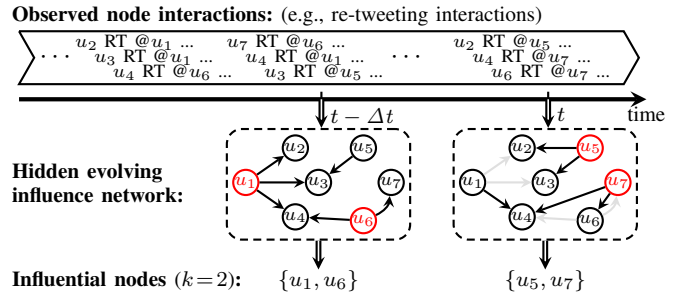 Observed node interactions: (e.g., re-tweeting interactions)
u2 RT @u1 ... u7 RT @u6 ... u2 RT @u5 ...
· · · u3 RT @u1 ... u4 RT @u1 ... · · · u4 RT @u7 ...
u4 RT @u6 ... u3 RT @u5 ... u6 RT @u7 ...
time
t − Δt t
u2 u5 u2 u5
Hidden evolving
influence network:
u1 u3 u7 u1 u3 u7
u4 u6 u4 u6
Influential nodes (k=2): {u1, u6} {u5, u7}